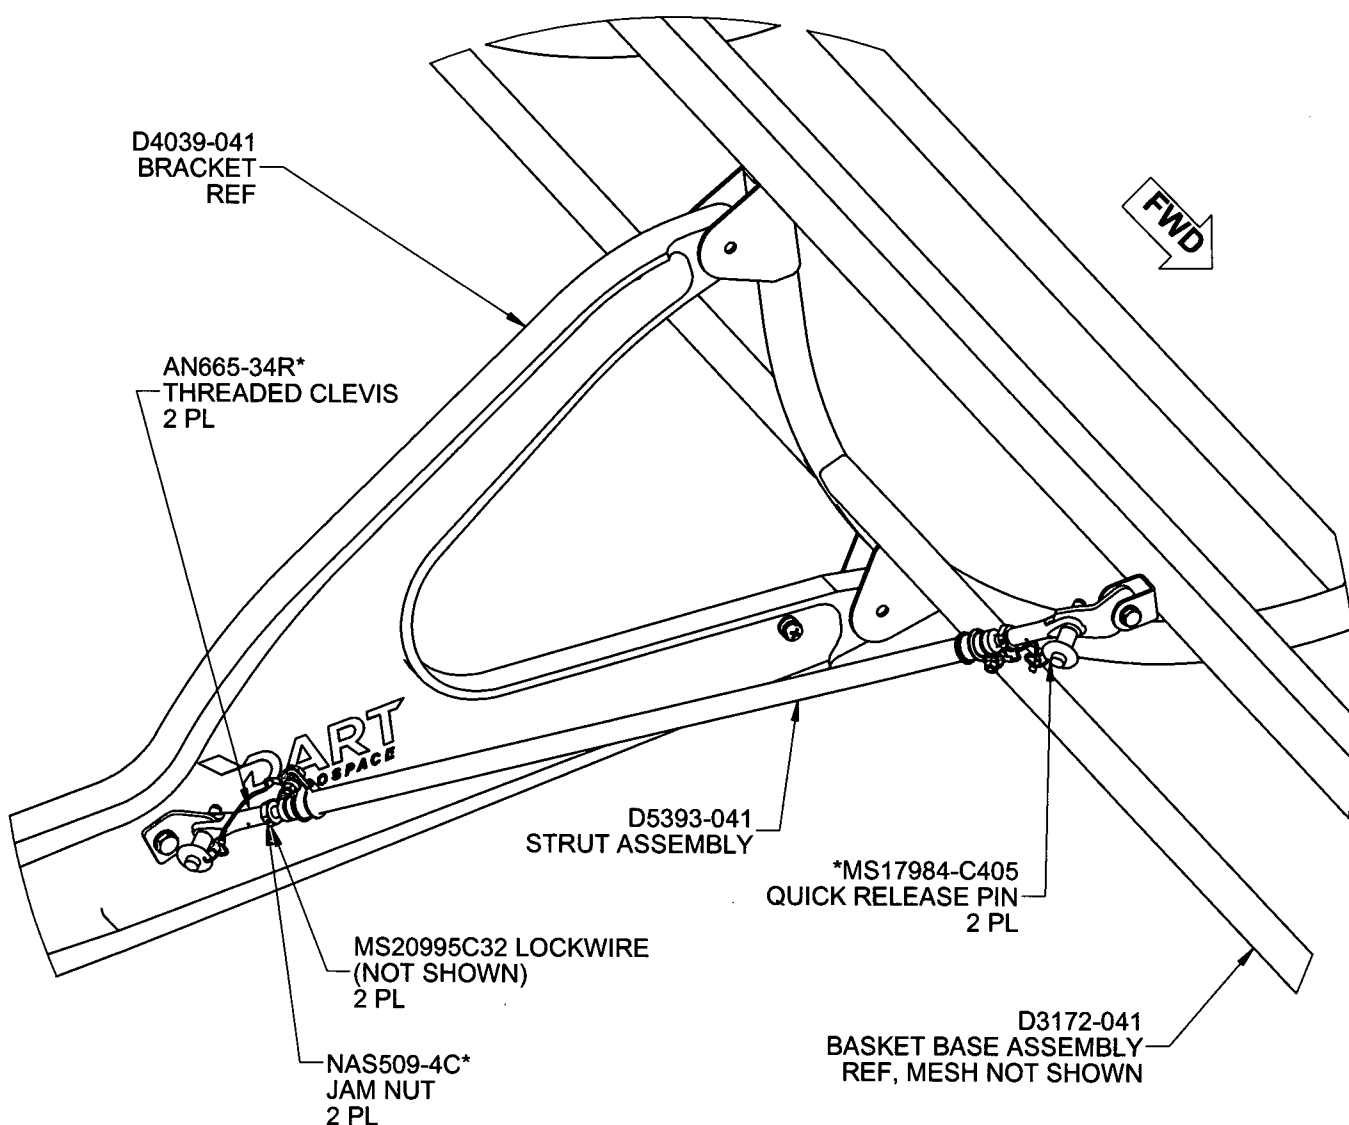 D4039-041
BRACKET
REF
FWD
AN665-34R*
THREADED CLEVIS
2 PL
DART
OSPACE
D5393-041
STRUT ASSEMBLY
*MS17984-C405
QUICK RELEASE PIN
2 PL
MS20995C32 LOCKWIRE
(NOT SHOWN)
2 PL
D3172-041
BASKET BASE ASSEMBLY
REF, MESH NOT SHOWN
NAS509-4C*
JAM NUT
2 PL